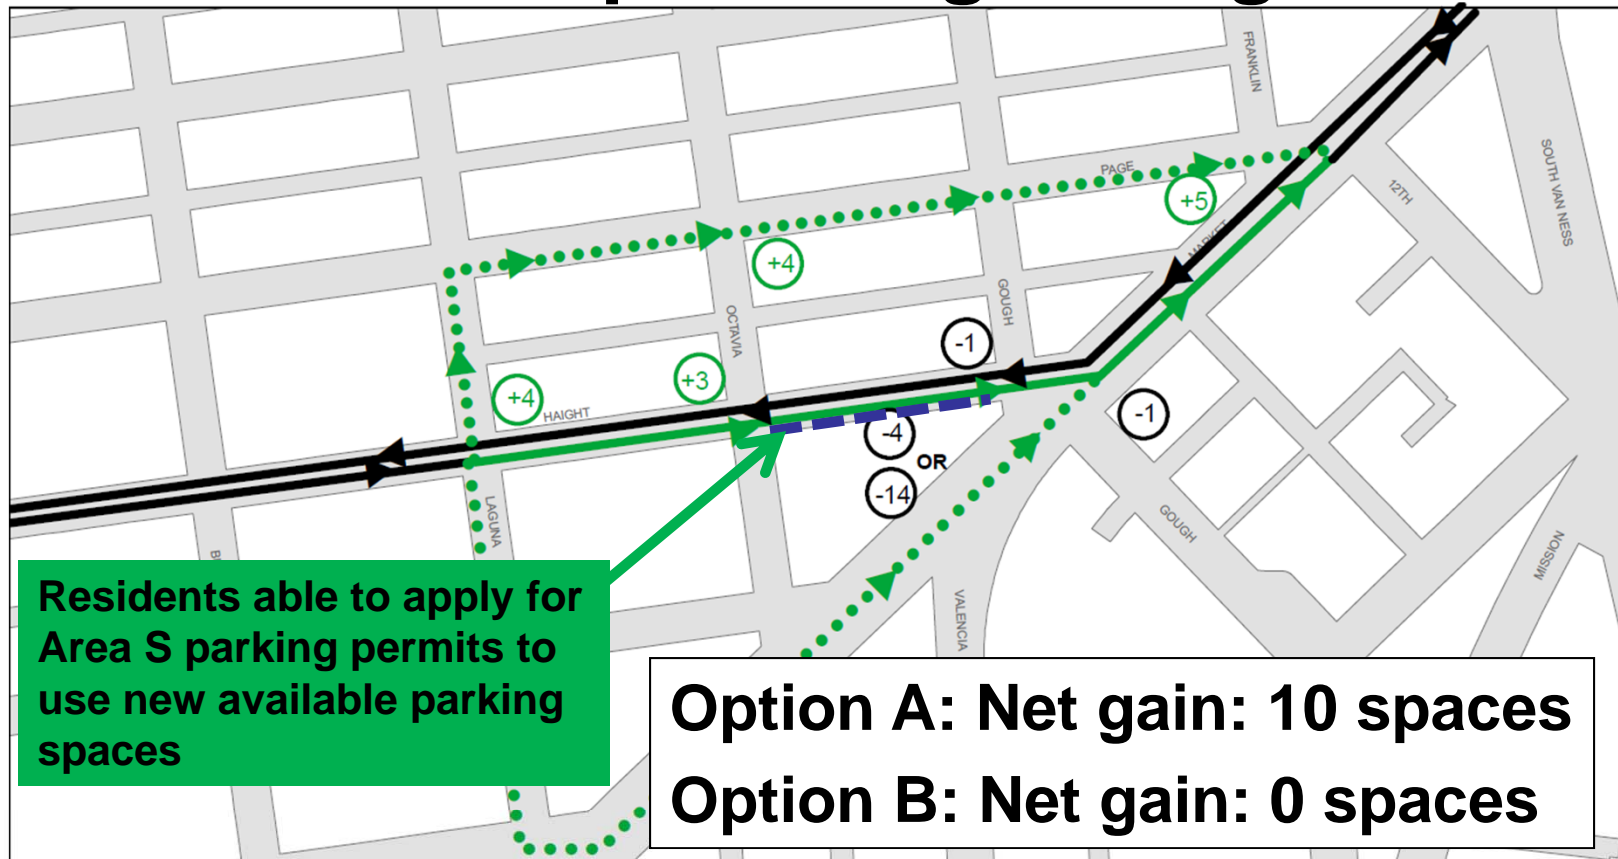 FRANKLIN
SOUTH VAN NESS
PAGE
12TH
+5
MARKET
+4
GOUGH
OCTAVIA
-1
+3
+4
HAIGHT
-1
-4
OR
-14
LAGUNA
GOUGH
MISSION
VALENCIA
Residents able to apply for
Area S parking permits to
use new available parking
spaces
Option A: Net gain: 10 spaces
Option B: Net gain: 0 spaces